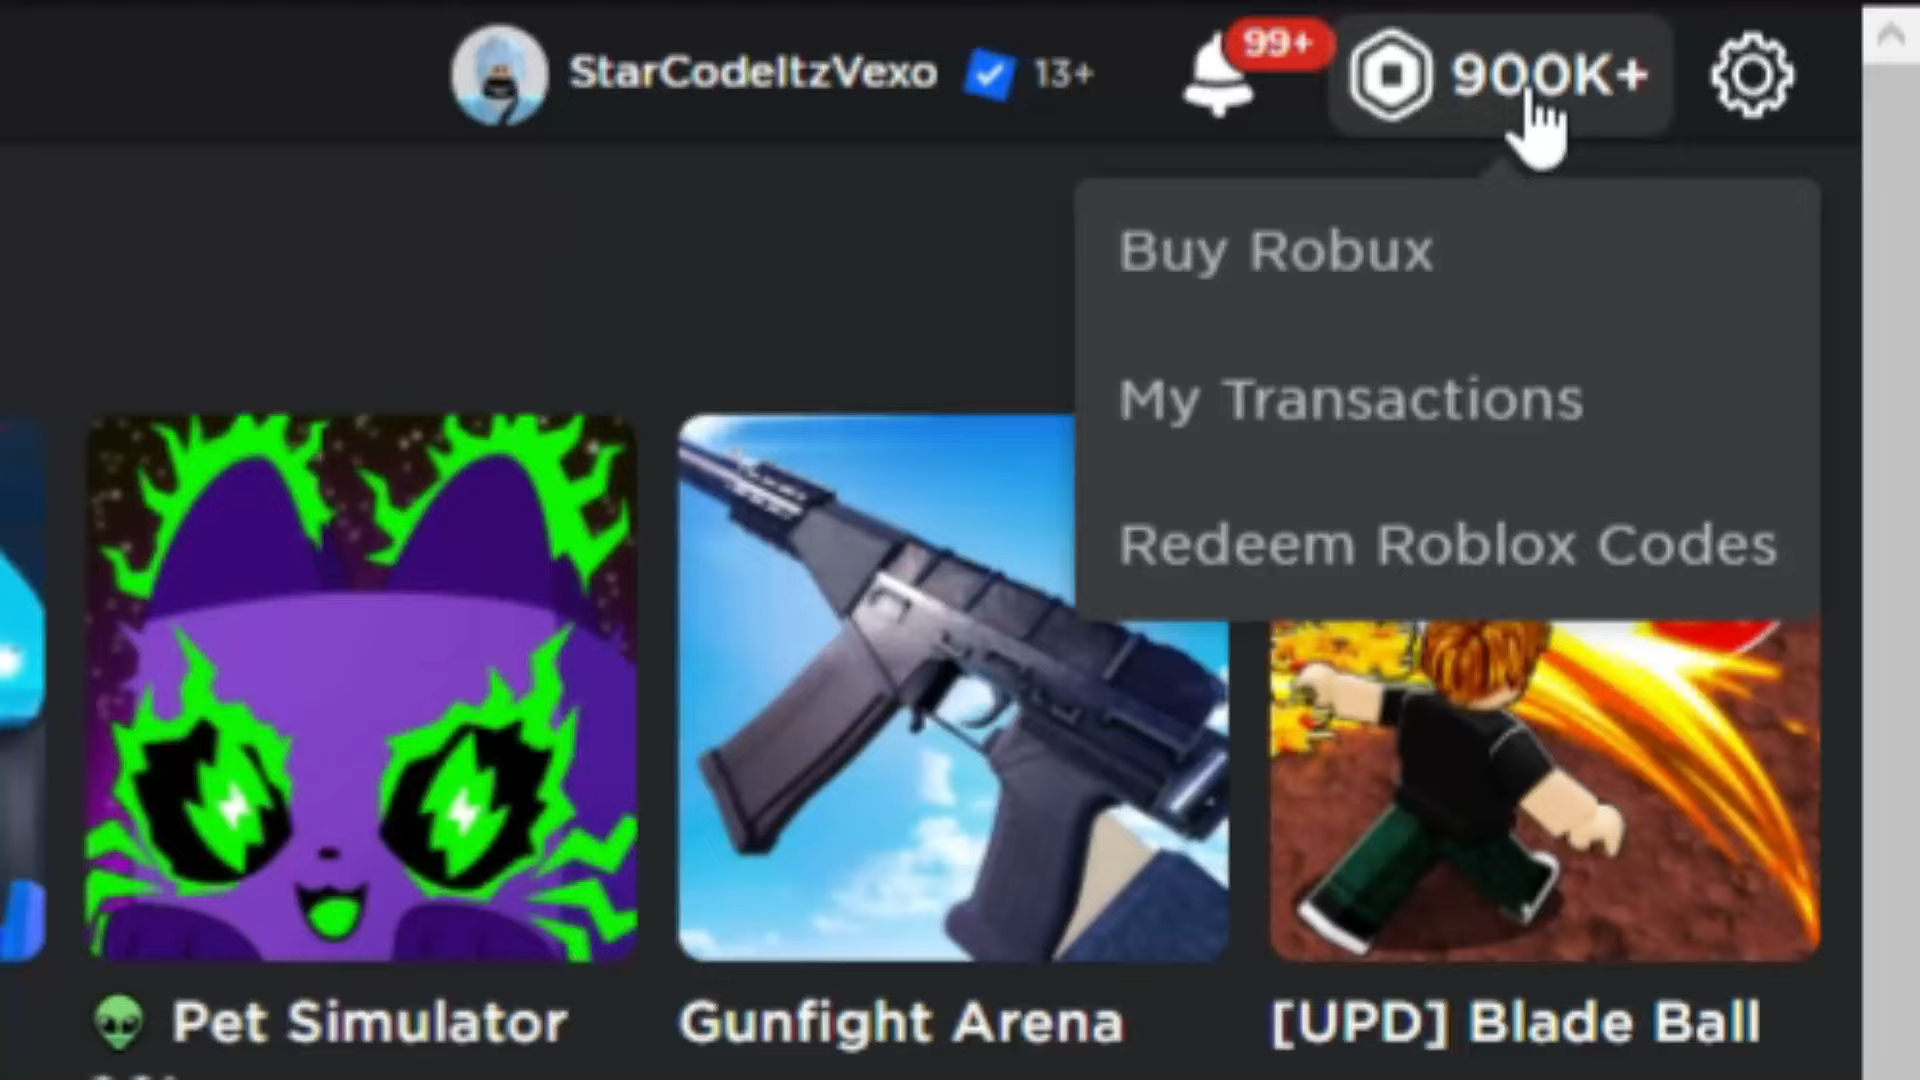 StarCodeItzVexo 13+ 99+ 900K+
Buy Robux
My Transactions
Redeem Roblox Codes
Pet Simulator
Gunfight Arena
[UPD] Blade Ball